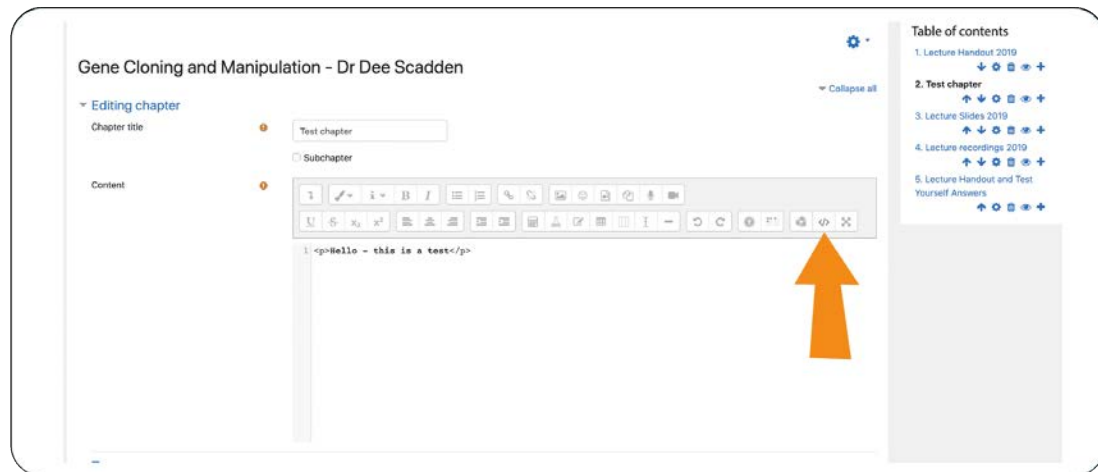 Gene Cloning and Manipulation - Dr Dee Scadden
Collapse all
Editing chapter
Chapter title
Test chapter
Subchapter
Content
B I
U S x₂ x²
1 <p>Hello - this is a test</p>
Table of contents
1. Lecture Handout 2019
2. Test chapter
3. Lecture Slides 2019
4. Lecture recordings 2019
5. Lecture Handout and Test
Yourself Answers